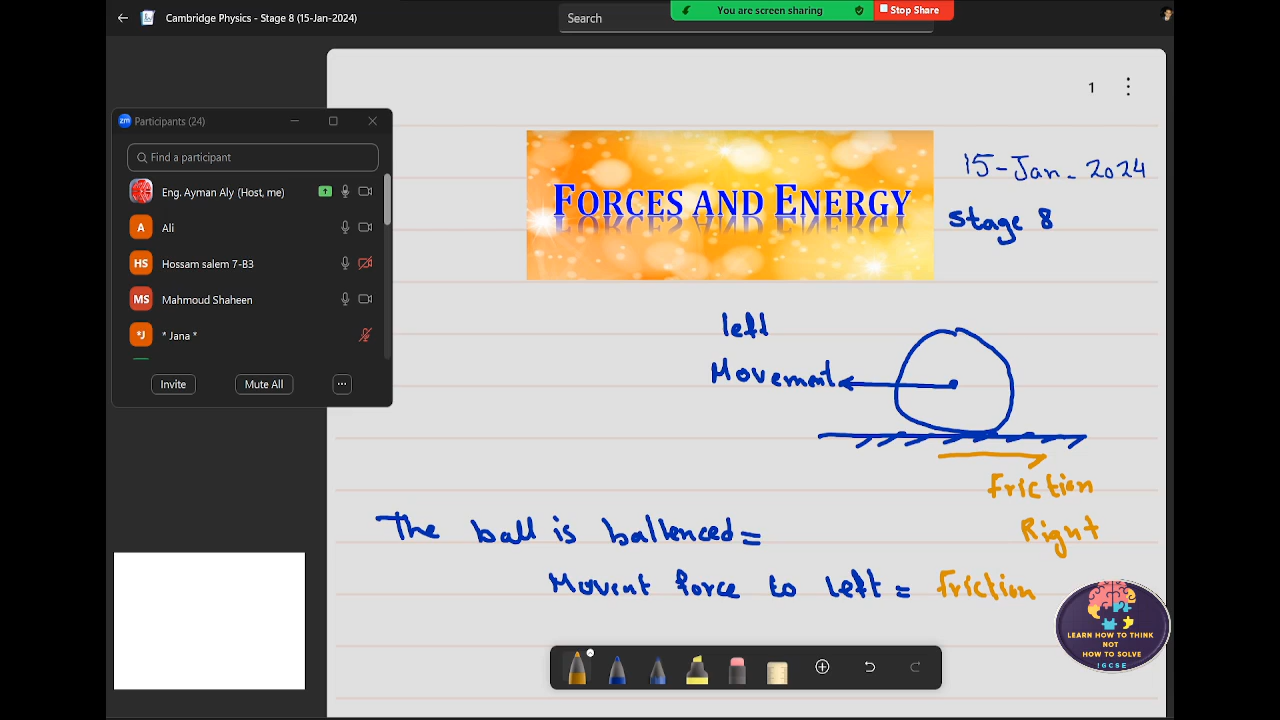 Cambridge Physics - Stage 8 (15-Jan-2024)
Search
You are screen sharing
Stop Share
1
zm Participants (24)
Find a participant
Eng. Ayman Aly (Host, me)
A Ali
HS Hossam salem 7-B3
MS Mahmoud Shaheen
*J * Jana *
Invite
Mute All
...
FORCES AND ENERGY
15-Jan-2024
Stage 8
left
Movement
Friction
Right
The ball is ballenced =
Movent force to left = friction
LEARN HOW TO THINK
NOT
HOW TO SOLVE
IGCSE